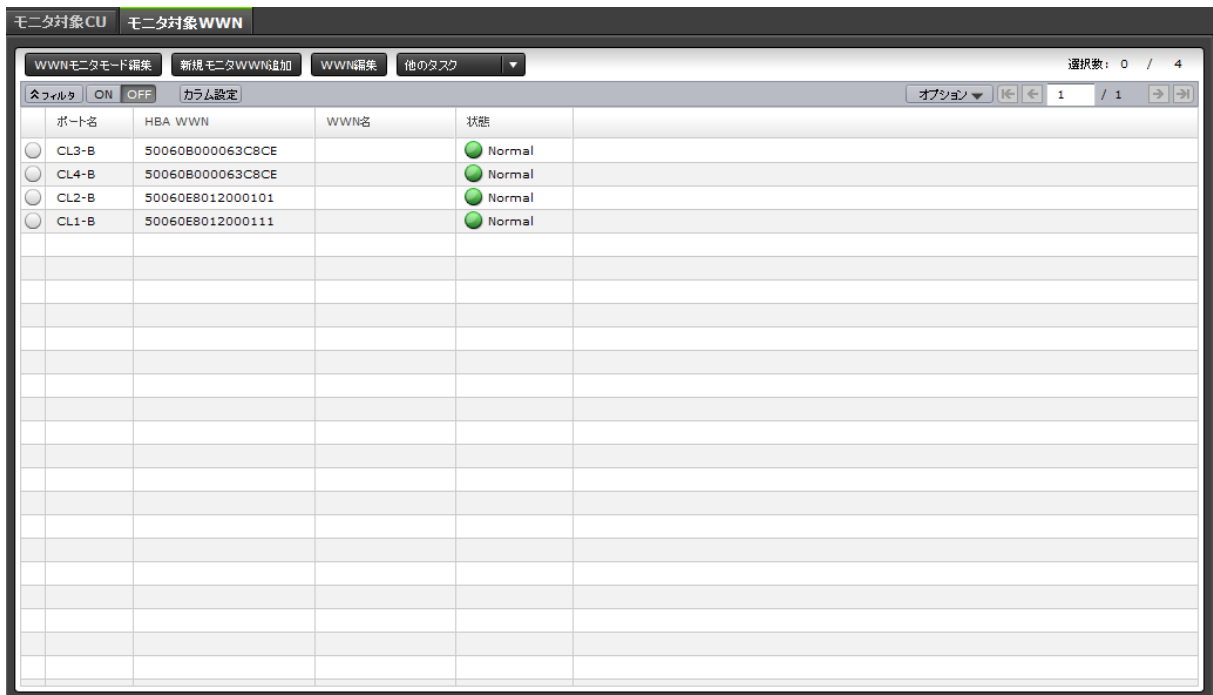 モニタ対象CU モニタ対象WWN
WWNモニタモード編集 新規モニタWWN追加 WWN編集 他のタスク 選択数: 0 / 4
フィルタ ON OFF カラム設定 オプション 1 / 1
ポート名 HBA WWN WWN名 状態
CL3-B 50060B000063C8CE Normal
CL4-B 50060B000063C8CE Normal
CL2-B 50060E8012000101 Normal
CL1-B 50060E8012000111 Normal